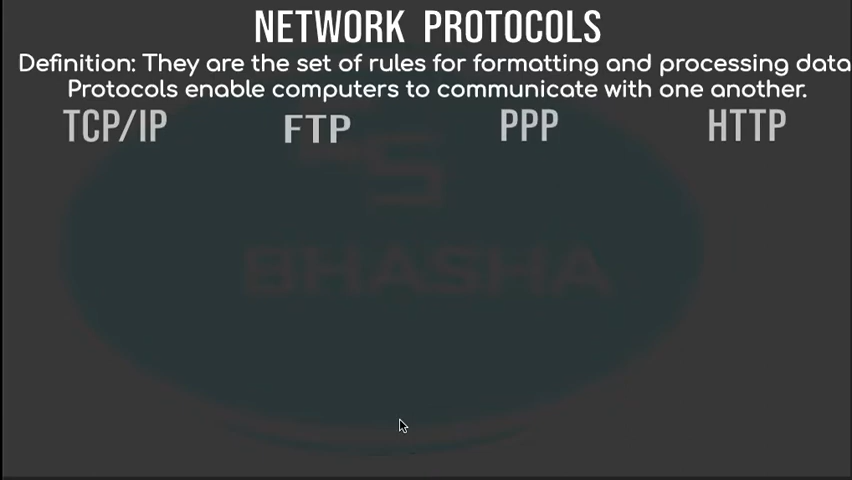 NETWORK PROTOCOLS
Definition: They are the set of rules for formatting and processing data
Protocols enable computers to communicate with one another.
TCP/IP FTP PPP HTTP
S
BHASHA